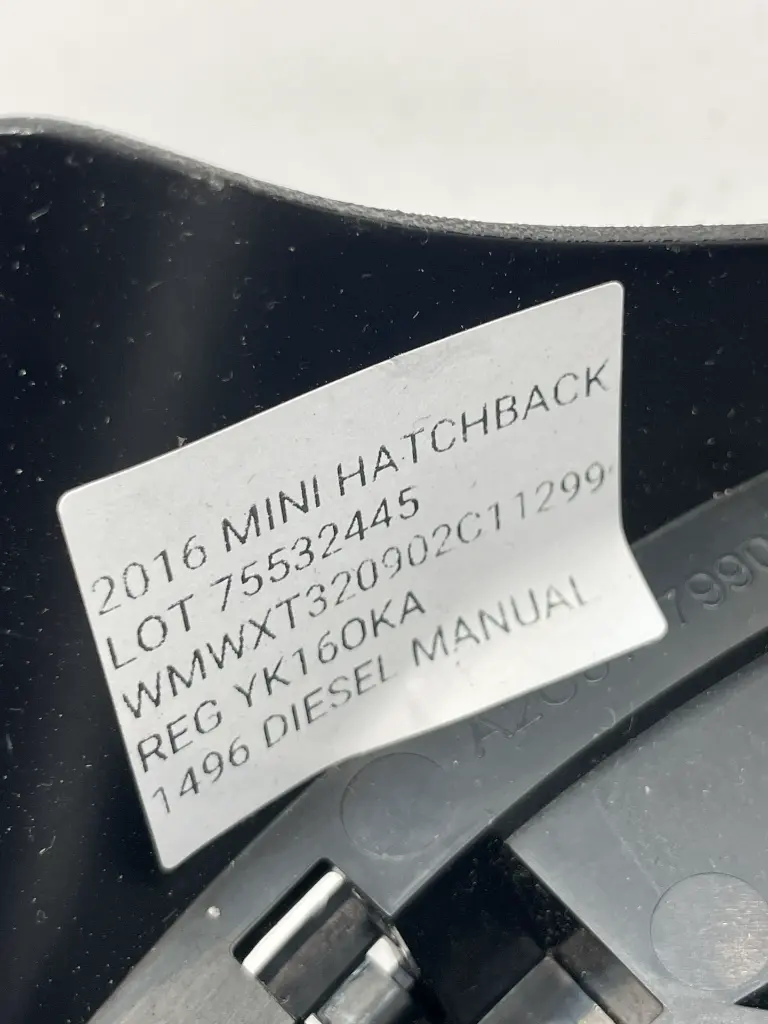 2016 MINI HATCHBACK
LOT 75532445
WMWXT320902C11299
REG YK16OKA
1496 DIESEL MANUAL